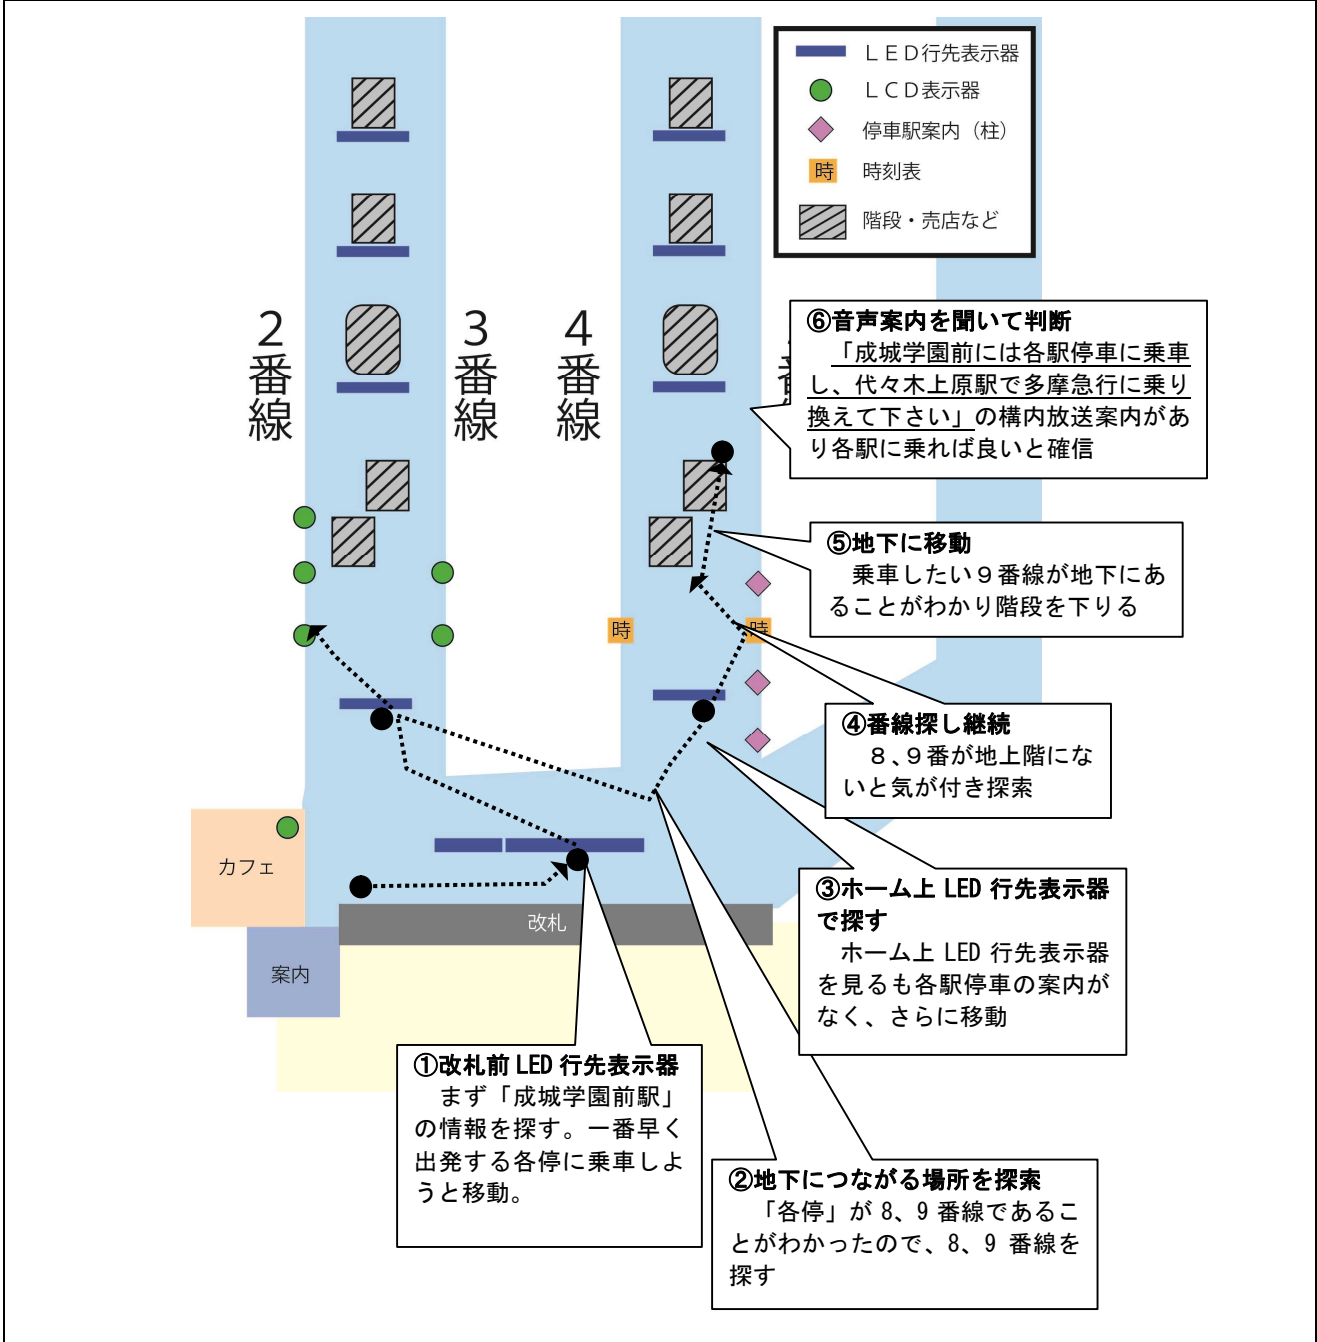 LED行先表示器
LCD表示器
停車駅案内（柱）
時 時刻表
階段・売店など
2番線
3番線
4番線
⑥音声案内を聞いて判断
「成城学園前には各駅停車に乗車
し、代々木上原駅で多摩急行に乗り
換えて下さい」の構内放送案内があ
り各駅に乗れば良いと確信
⑤地下に移動
乗車したい９番線が地下にあ
ることがわかり階段を下りる
時
時
④番線探し継続
８、９番が地上階にな
いと気が付き探索
カフェ
③ホーム上 LED 行先表示器
で探す
ホーム上 LED 行先表示器
を見るも各駅停車の案内が
なく、さらに移動
改札
案内
①改札前 LED 行先表示器
まず「成城学園前駅」
の情報を探す。一番早く
出発する各停に乗車しよ
うと移動。
②地下につながる場所を探索
「各停」が 8、9 番線であるこ
とがわかったので、8、9 番線を
探す